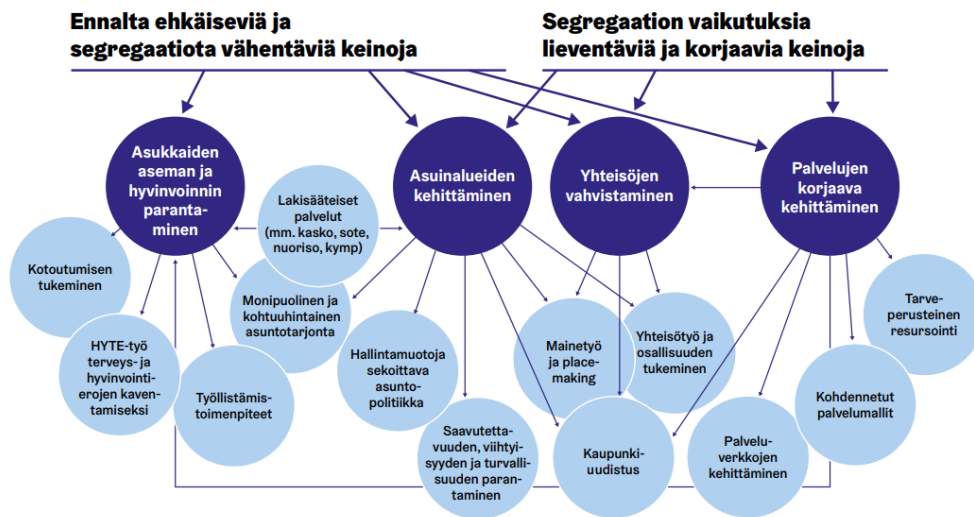 Ennalta ehkäiseviä ja
segregaatiota vähentäviä keinoja
Segregaation vaikutuksia
lieventäviä ja korjaavia keinoja
Asukkaiden
aseman ja
hyvinvoinnin
paranta-
minen
Asuinalueiden
kehittäminen
Yhteisöjen
vahvistaminen
Palvelujen
korjaava
kehittäminen
Lakisääteiset
palvelut
(mm. kasko, sote,
nuoriso, kymp)
Kotoutumisen
tukeminen
Monipuolinen ja
kohtuuhintainen
asuntotarjonta
HYTE-työ
terveys- ja
hyvinvointi-
erojen kaven-
tamiseksi
Työllistämis-
toimenpiteet
Hallintamuotoja
sekoittava
asunto-
politiikka
Saavutetta-
vuuden, viihtyi-
syyden ja turvalli-
suuden paran-
taminen
Mainetyö
ja place-
making
Yhteisötyö ja
osallisuuden
tukeminen
Kaupunki-
uudistus
Palvelu-
verkkojen
kehittäminen
Kohdennetut
palvelumallit
Tarve-
perusteinen
resursointi